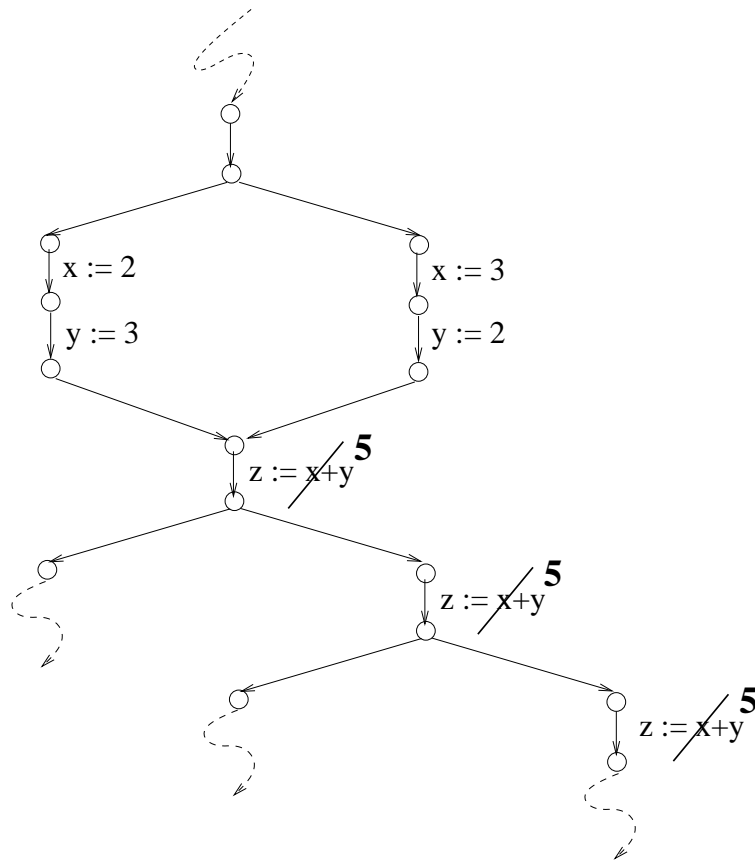 x := 2
x := 3
y := 3
y := 2
z := x+y 5
z := x+y 5
z := x+y 5